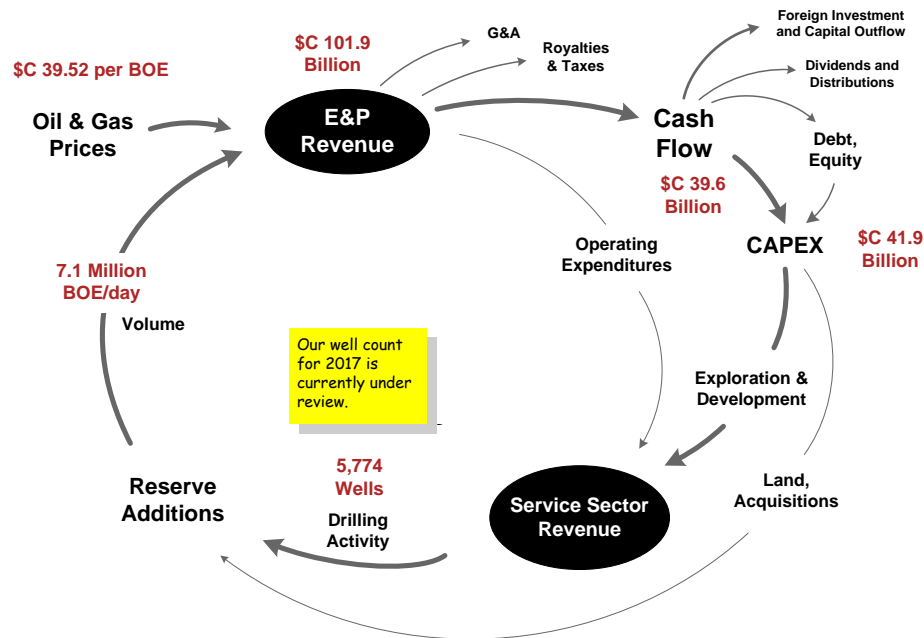 $C 39.52 per BOE
Oil & Gas
Prices
$C 101.9
Billion
E&P
Revenue
G&A
Royalties
& Taxes
Foreign Investment
and Capital Outflow
Dividends and
Distributions
Cash
Flow
Debt,
Equity
$C 39.6
Billion
CAPEX
$C 41.9
Billion
Operating
Expenditures
7.1 Million
BOE/day
Volume
Our well count
for 2017 is
currently under
review.
Exploration &
Development
5,774
Wells
Drilling
Activity
Reserve
Additions
Service Sector
Revenue
Land,
Acquisitions